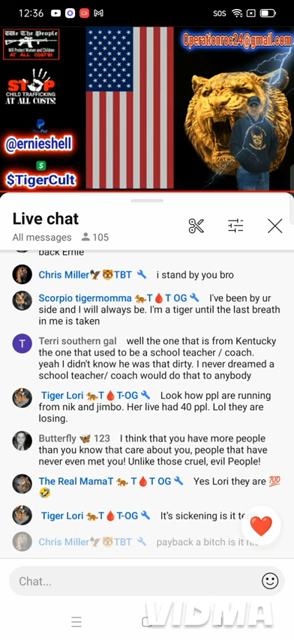 12:36
SOS
We The People
Will Protect Women and Children
AT ALL COSTS!
STOP
CHILD TRAFFICKING
AT ALL COSTS!
Operationroc24@gmail.com
@ernieshell
$TigerCult
Live chat
All messages 105
back Ernie
Chris Miller🦅🐯TBT 🔧 i stand by you bro
Scorpio tigermomma 🐅T🩸T OG 🔧 I've been by ur
side and I will always be. I'm a tiger until the last breath
in me is taken
T
Terri southern gal well the one that is from Kentucky
the one that used to be a school teacher / coach.
yeah I didn't know he was that dirty. I never dreamed a
school teacher/ coach would do that to anybody
Tiger Lori 🐅T🩸T-OG 🔧 Look how ppl are running
from nik and jimbo. Her live had 40 ppl. Lol they are
losing.
Butterfly 🦋 123 I think that you have more people
than you know that care about you, people that have
never even met you! Unlike those cruel, evil People!
The Real MamaT 🐅 T🩸T OG 🔧 Yes Lori they are 💯
🤣
Tiger Lori 🐅T🩸T-OG 🔧 It's sickening is it
Chris Miller🦅🐯TBT 🔧 payback a bitch is it
Chat...
VIDMA